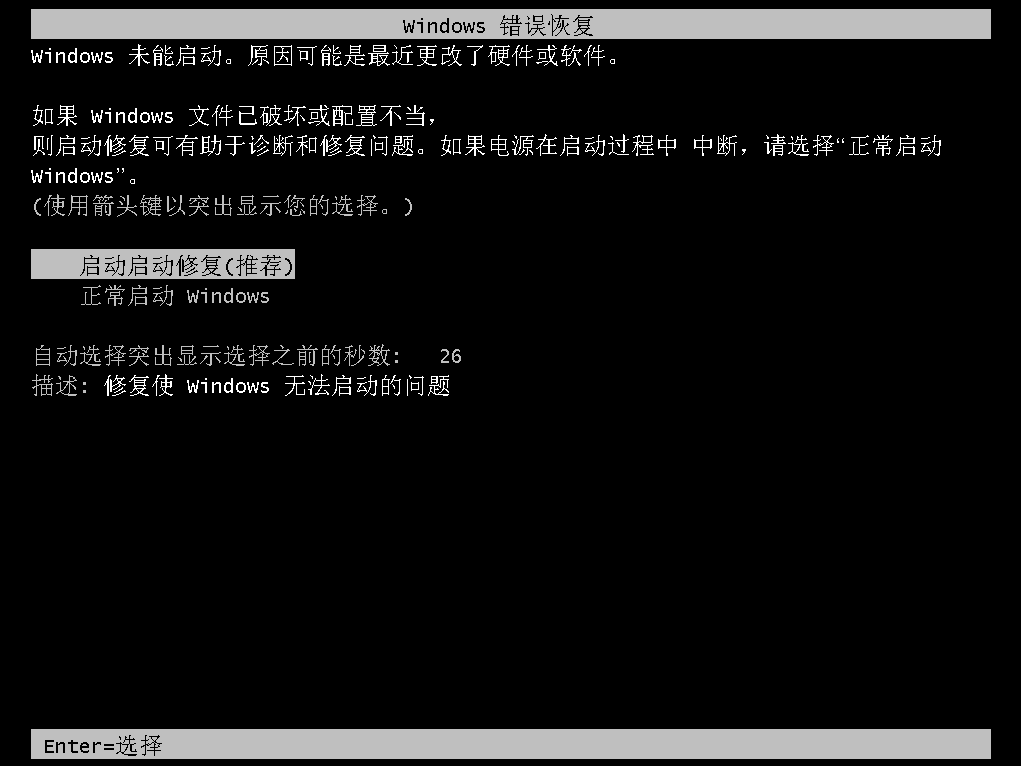 Windows 错误恢复
Windows 未能启动。原因可能是最近更改了硬件或软件。
如果 Windows 文件已破坏或配置不当，
则启动修复可有助于诊断和修复问题。如果电源在启动过程中 中断，请选择“正常启动
Windows”。
(使用箭头键以突出显示您的选择。)
启动启动修复(推荐)
正常启动 Windows
自动选择突出显示选择之前的秒数: 26
描述: 修复使 Windows 无法启动的问题
Enter=选择